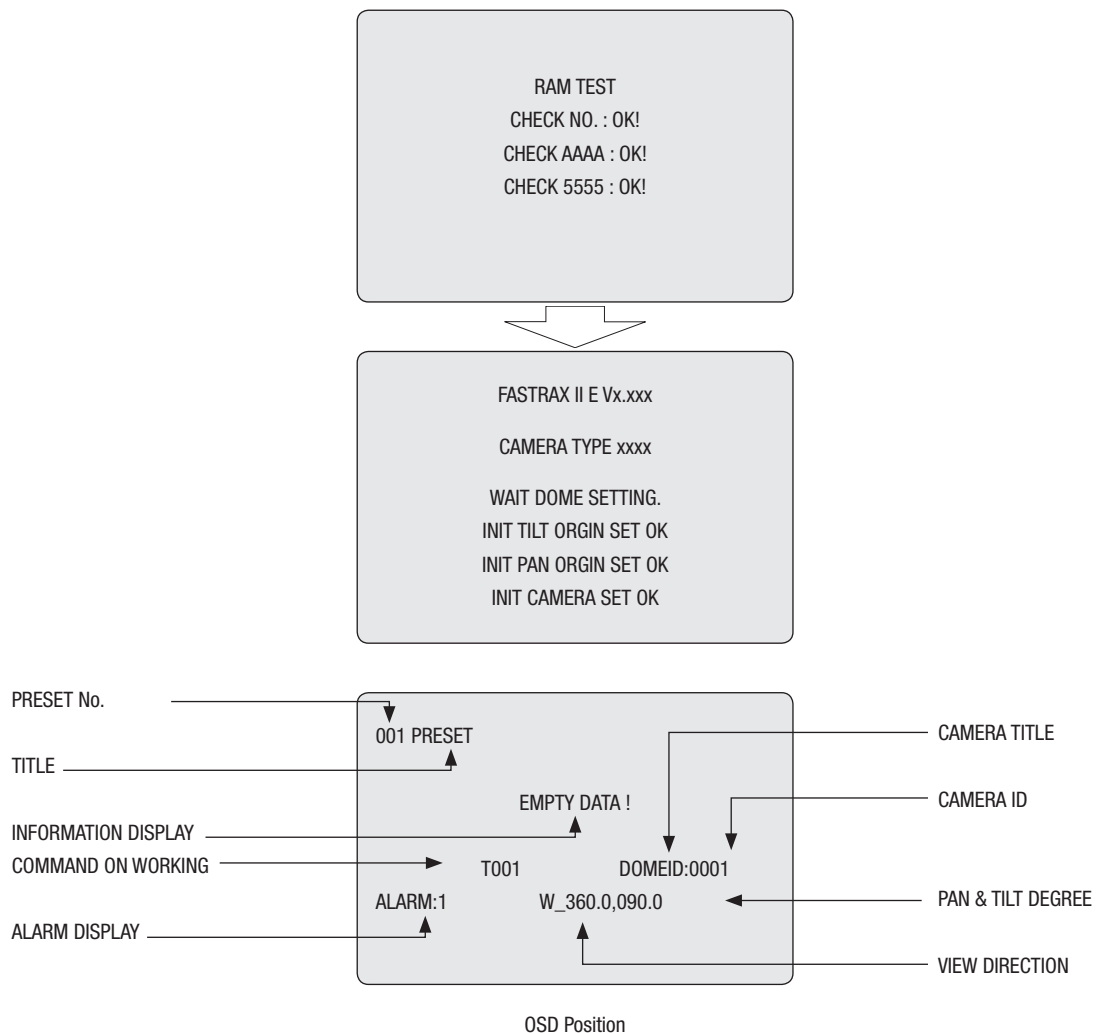 RAM TEST
CHECK NO. : OK!
CHECK AAAA : OK!
CHECK 5555 : OK!
FASTRAX II E Vx.xxx
CAMERA TYPE xxxx
WAIT DOME SETTING.
INIT TILT ORGIN SET OK
INIT PAN ORGIN SET OK
INIT CAMERA SET OK
PRESET No.
TITLE
INFORMATION DISPLAY
COMMAND ON WORKING
ALARM DISPLAY
001 PRESET
EMPTY DATA !
T001 DOMEID:0001
ALARM:1 W_360.0,090.0
CAMERA TITLE
CAMERA ID
PAN & TILT DEGREE
VIEW DIRECTION
OSD Position